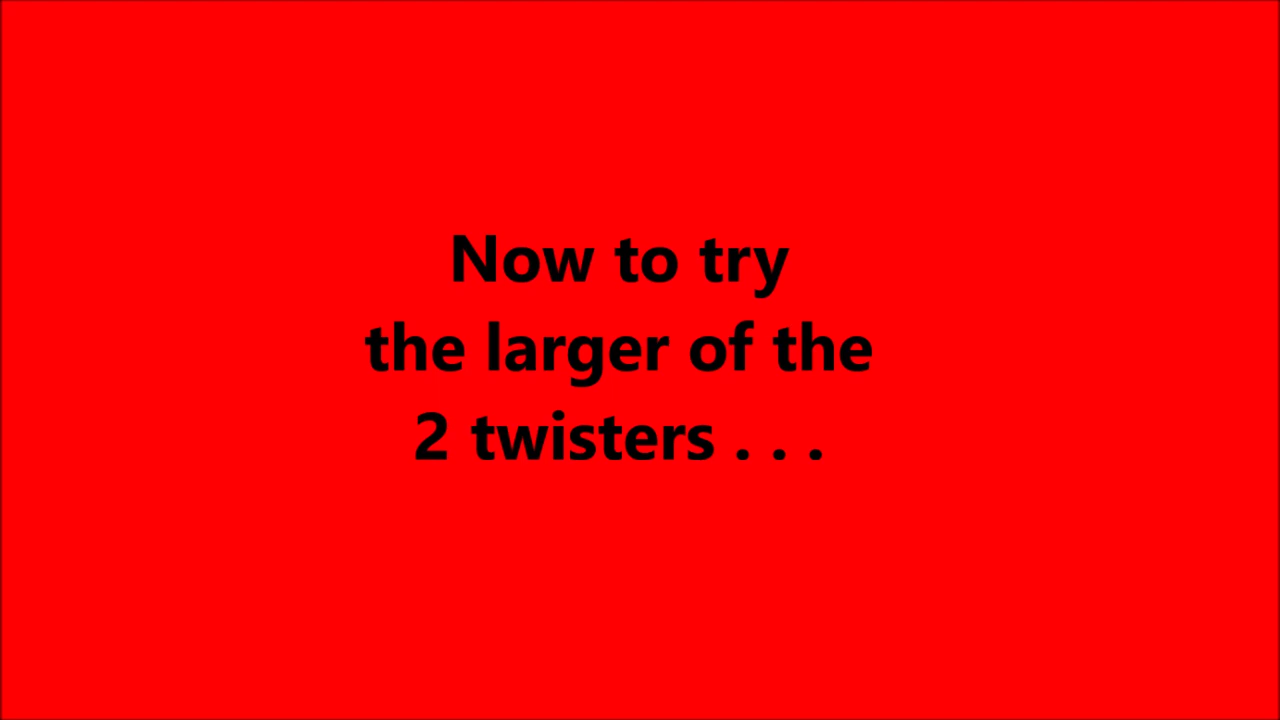 Now to try
the larger of the
2 twisters . . .